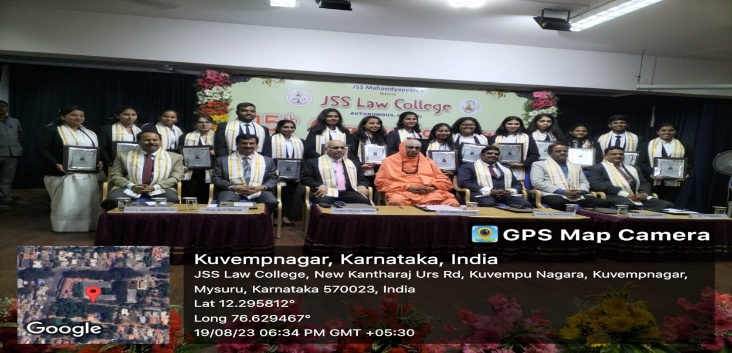 JSS Mahavidyapeetha
JSS Law College
AUTONOMOUS,
15th
GPS Map Camera
Kuvempnagar, Karnataka, India
JSS Law College, New Kantharaj Urs Rd, Kuvempu Nagara, Kuvempnagar,
Mysuru, Karnataka 570023, India
Lat 12.295812°
Long 76.629467°
19/08/23 06:34 PM GMT +05:30
Google